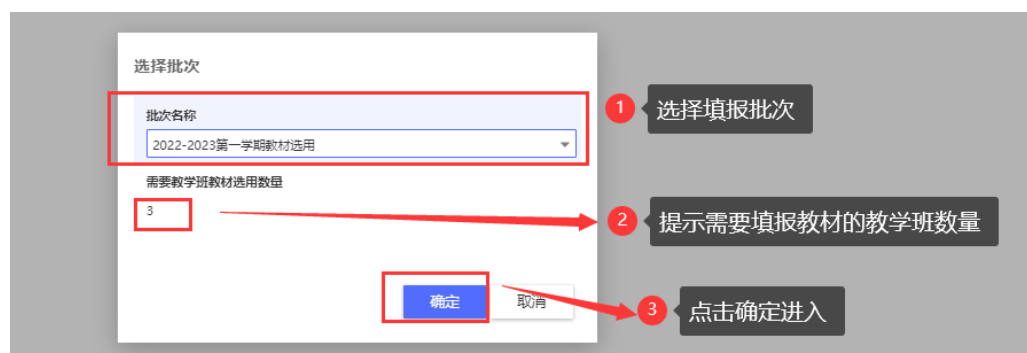 选择批次
批次名称
2022-2023第一学期教材选用
需要教学班教材选用数量
3
确定
取消
1 选择填报批次
2 提示需要填报教材的教学班数量
3 点击确定进入